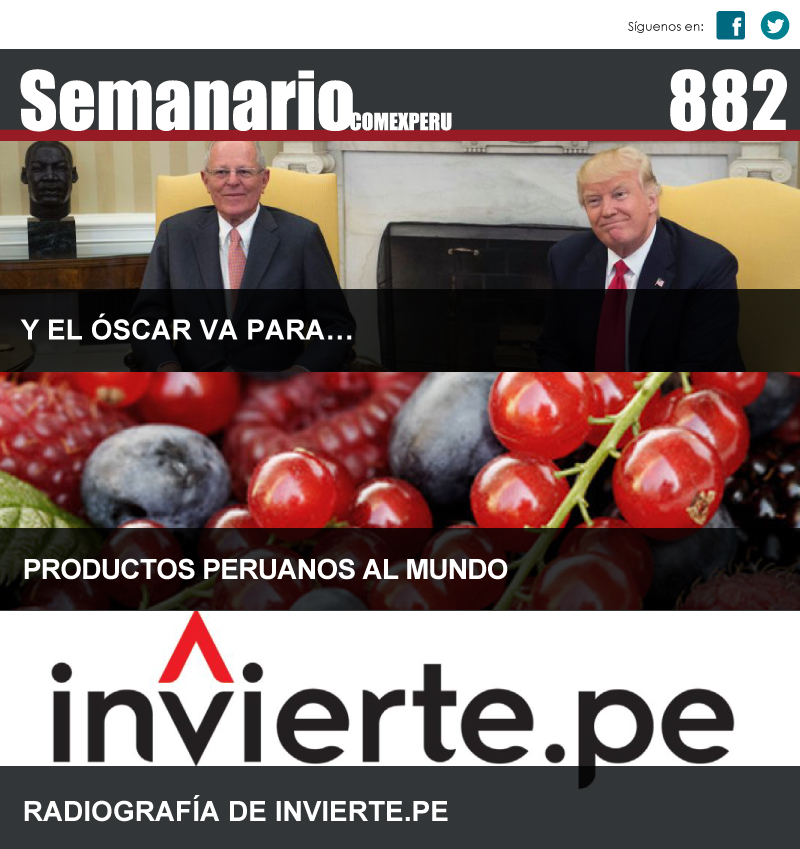 Síguenos en:
Semanario COMEXPERU 882
Y EL ÓSCAR VA PARA...
PRODUCTOS PERUANOS AL MUNDO
invierte.pe
RADIOGRAFÍA DE INVIERTE.PE